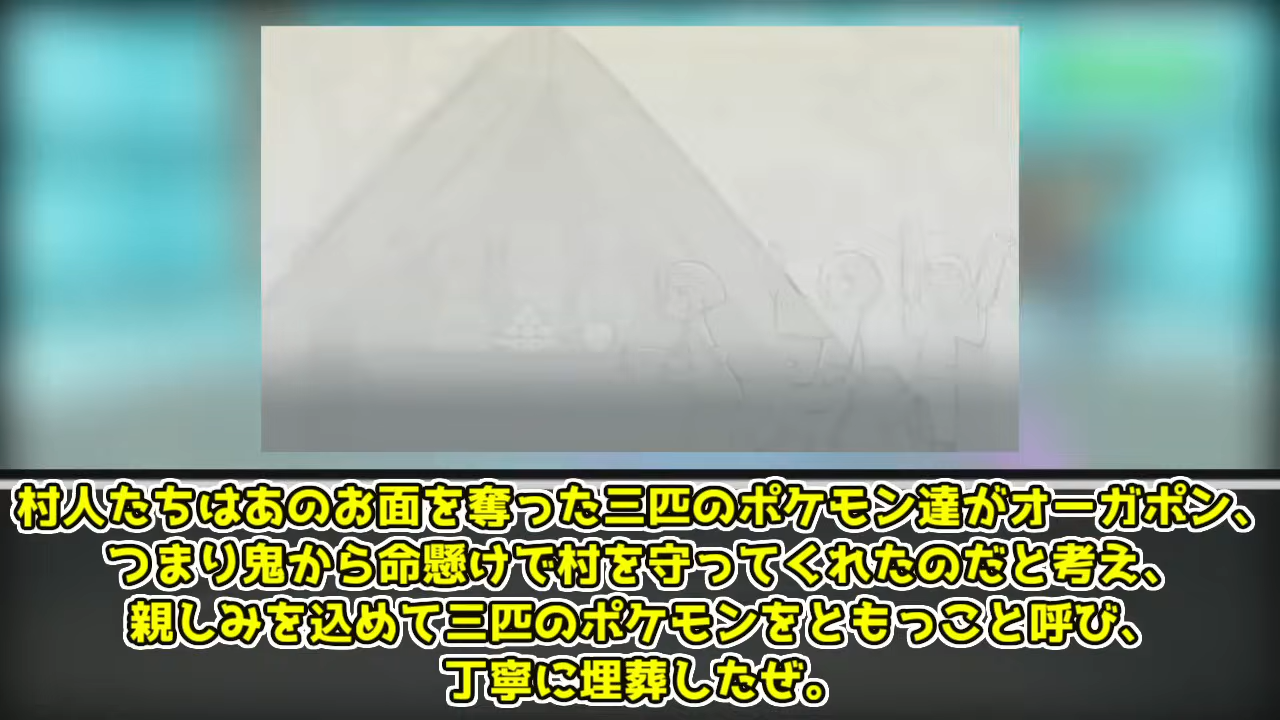 村人たちはあのお面を奪った三匹のポケモン達がオーガポン、
つまり鬼から命懸けで村を守ってくれたのだと考え、
親しみを込めて三匹のポケモンをともっこと呼び、
丁寧に埋葬したぜ。